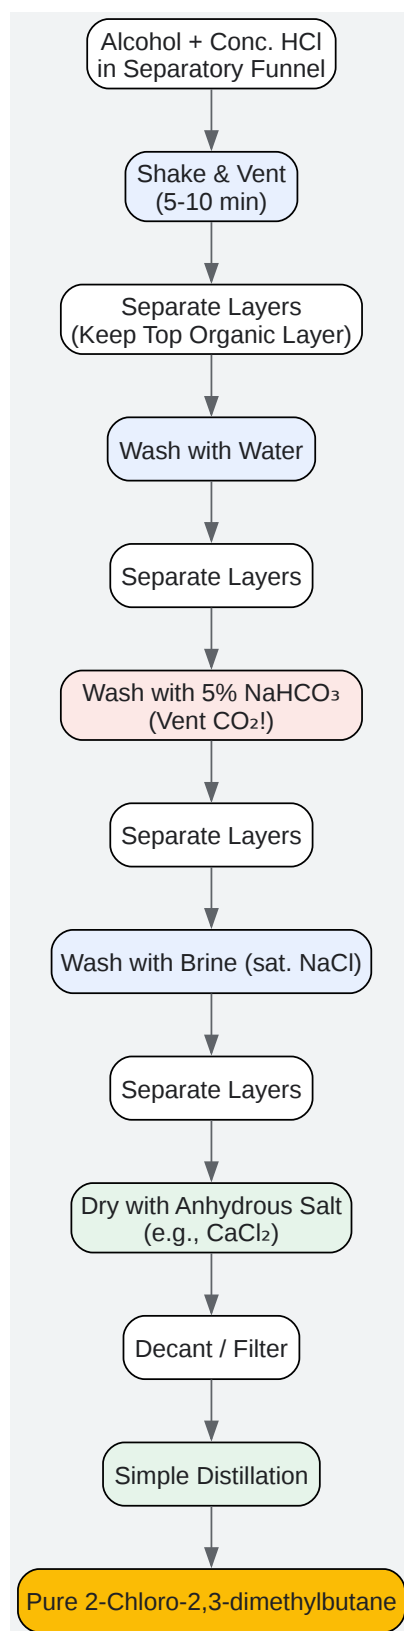 Alcohol + Conc. HCl
in Separatory Funnel
Shake & Vent
(5-10 min)
Separate Layers
(Keep Top Organic Layer)
Wash with Water
Separate Layers
Wash with 5% NaHCO₃
(Vent CO₂!)
Separate Layers
Wash with Brine (sat. NaCl)
Separate Layers
Dry with Anhydrous Salt
(e.g., CaCl₂)
Decant / Filter
Simple Distillation
Pure 2-Chloro-2,3-dimethylbutane